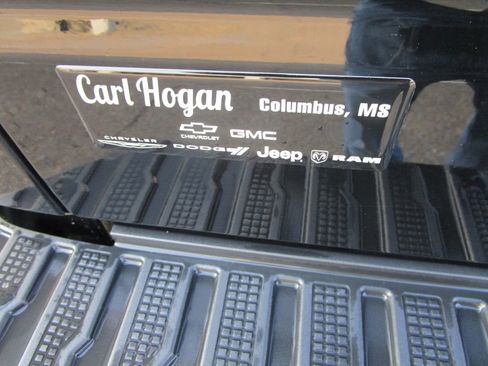 Carl Hogan Columbus, MS
CHEVROLET GMC
CHRYSLER DODGE Jeep RAM